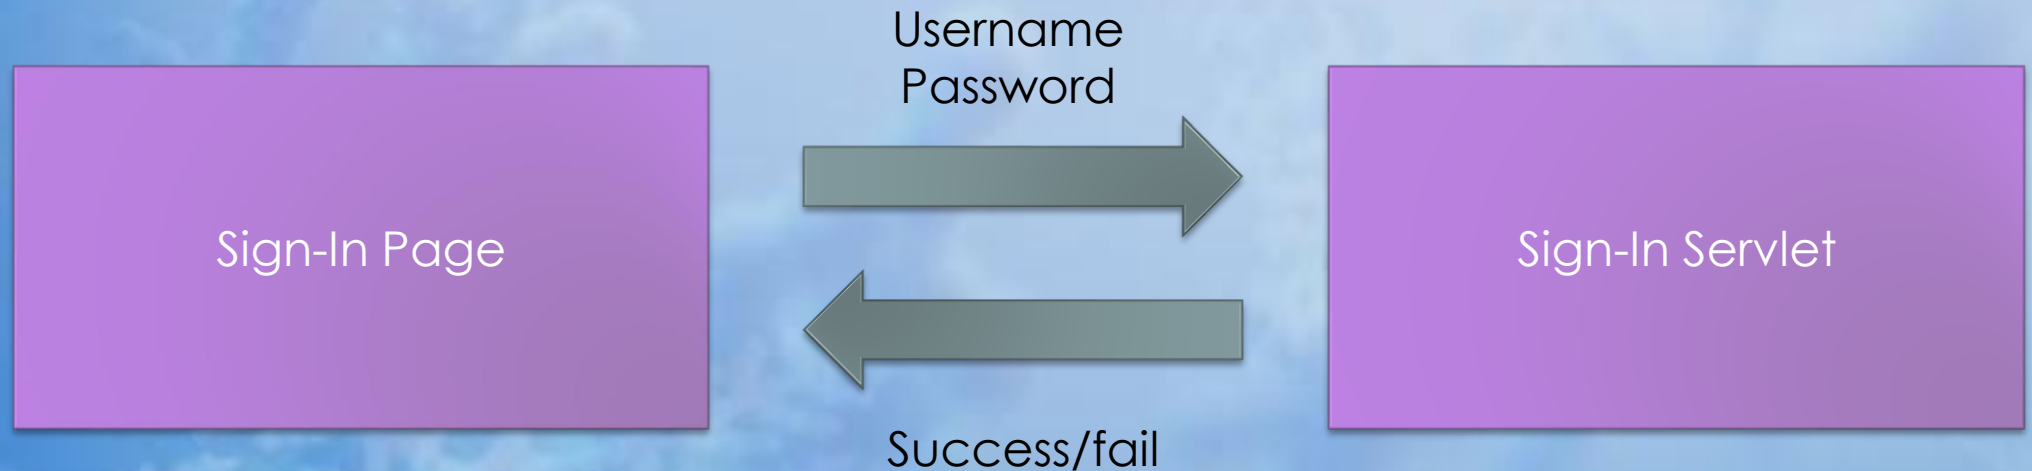 Username
Password
Sign-In Page
Sign-In Servlet
Success/fail